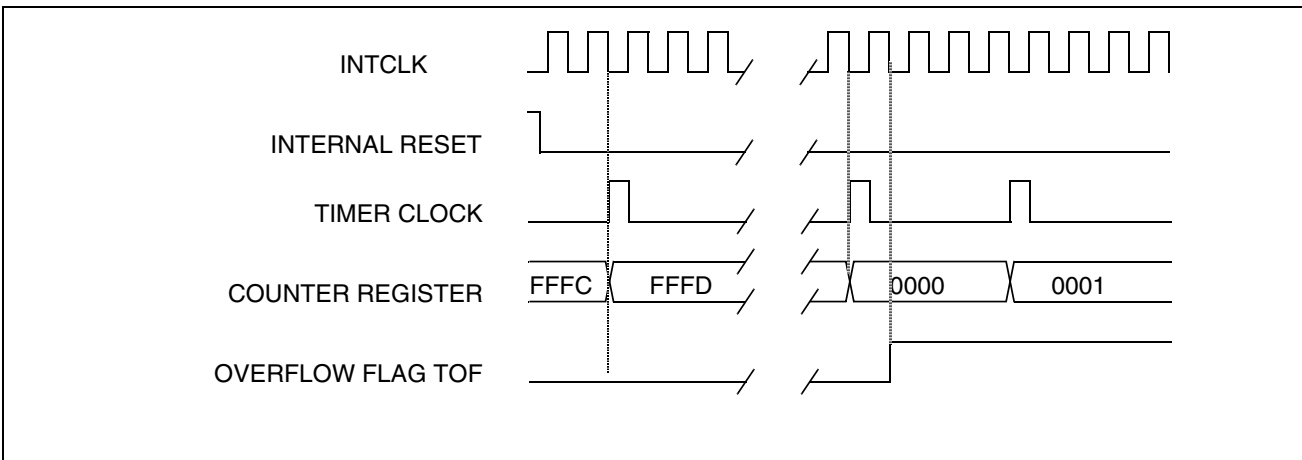 INTCLK
INTERNAL RESET
TIMER CLOCK
COUNTER REGISTER
FFFC FFFD 0000 0001
OVERFLOW FLAG TOF